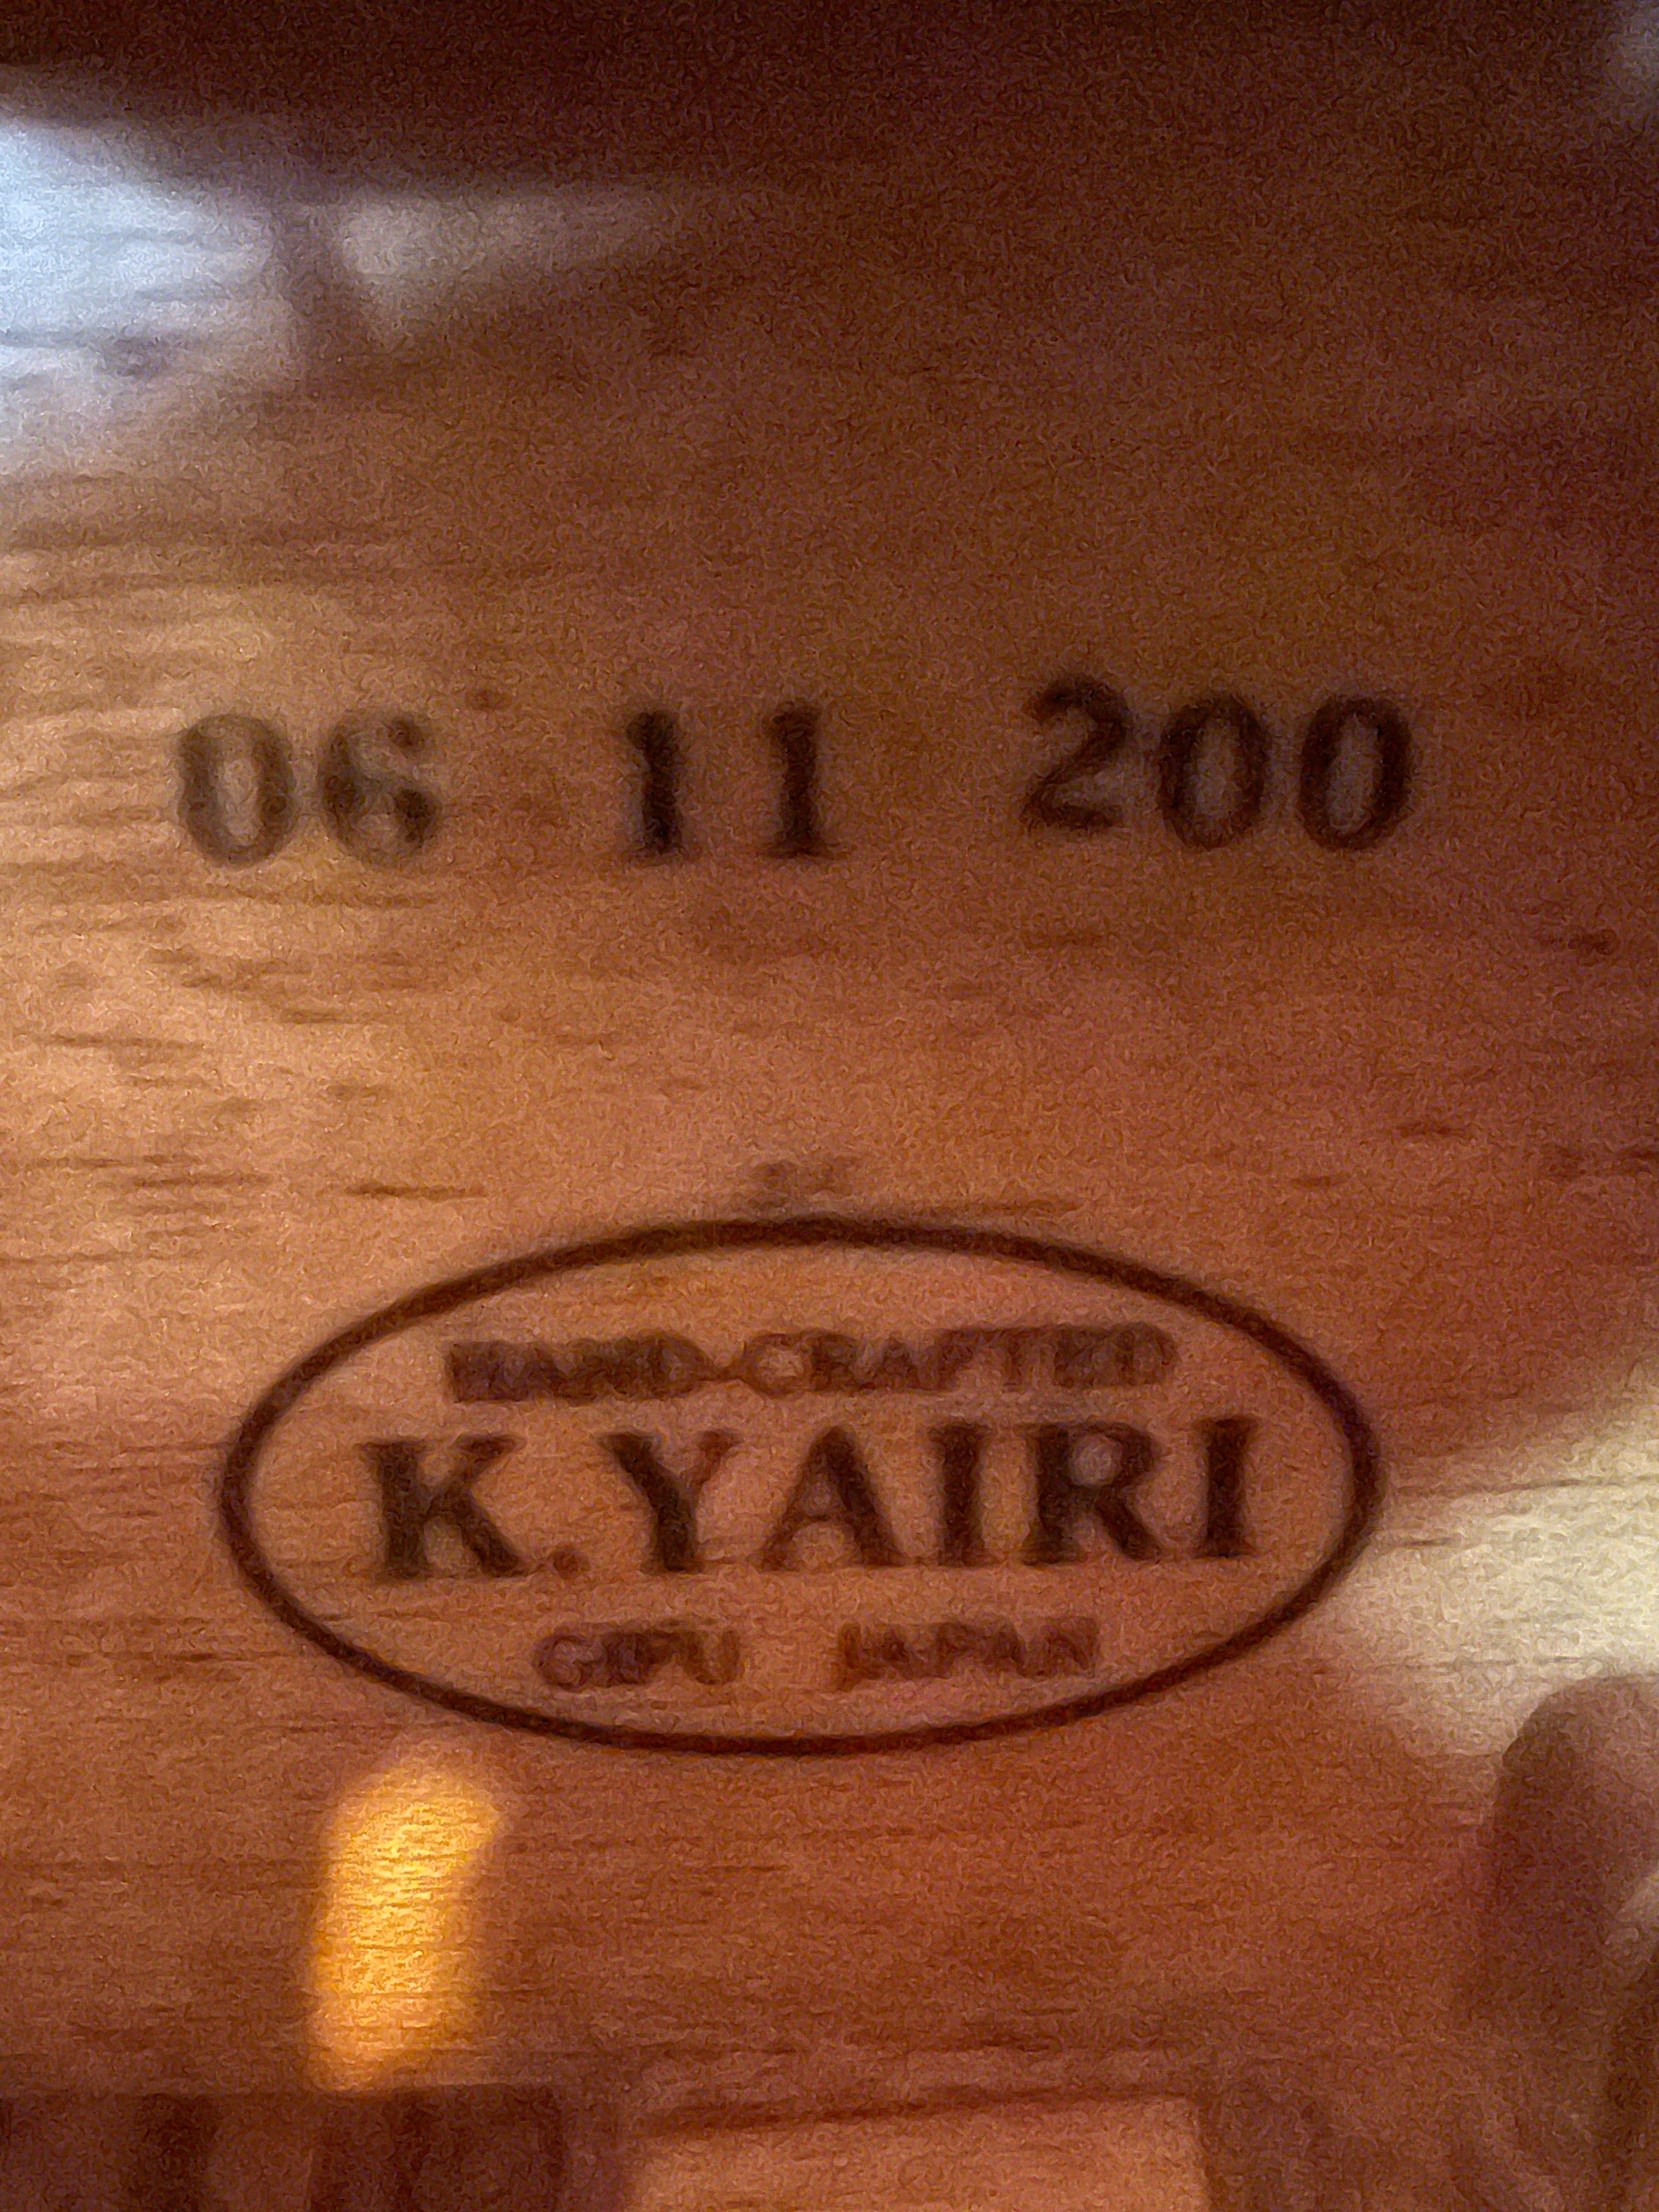 06 11 200
HAND-CRAFTED
K.YAIRI
GIFU JAPAN